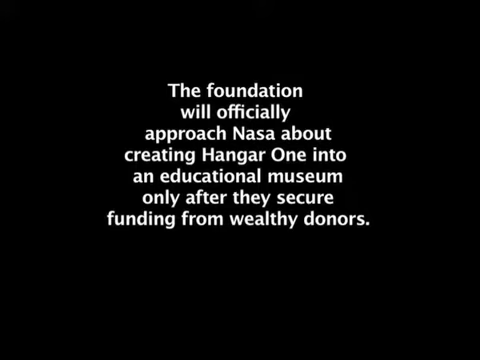 The foundation
will officially
approach Nasa about
creating Hangar One into
an educational museum
only after they secure
funding from wealthy donors.